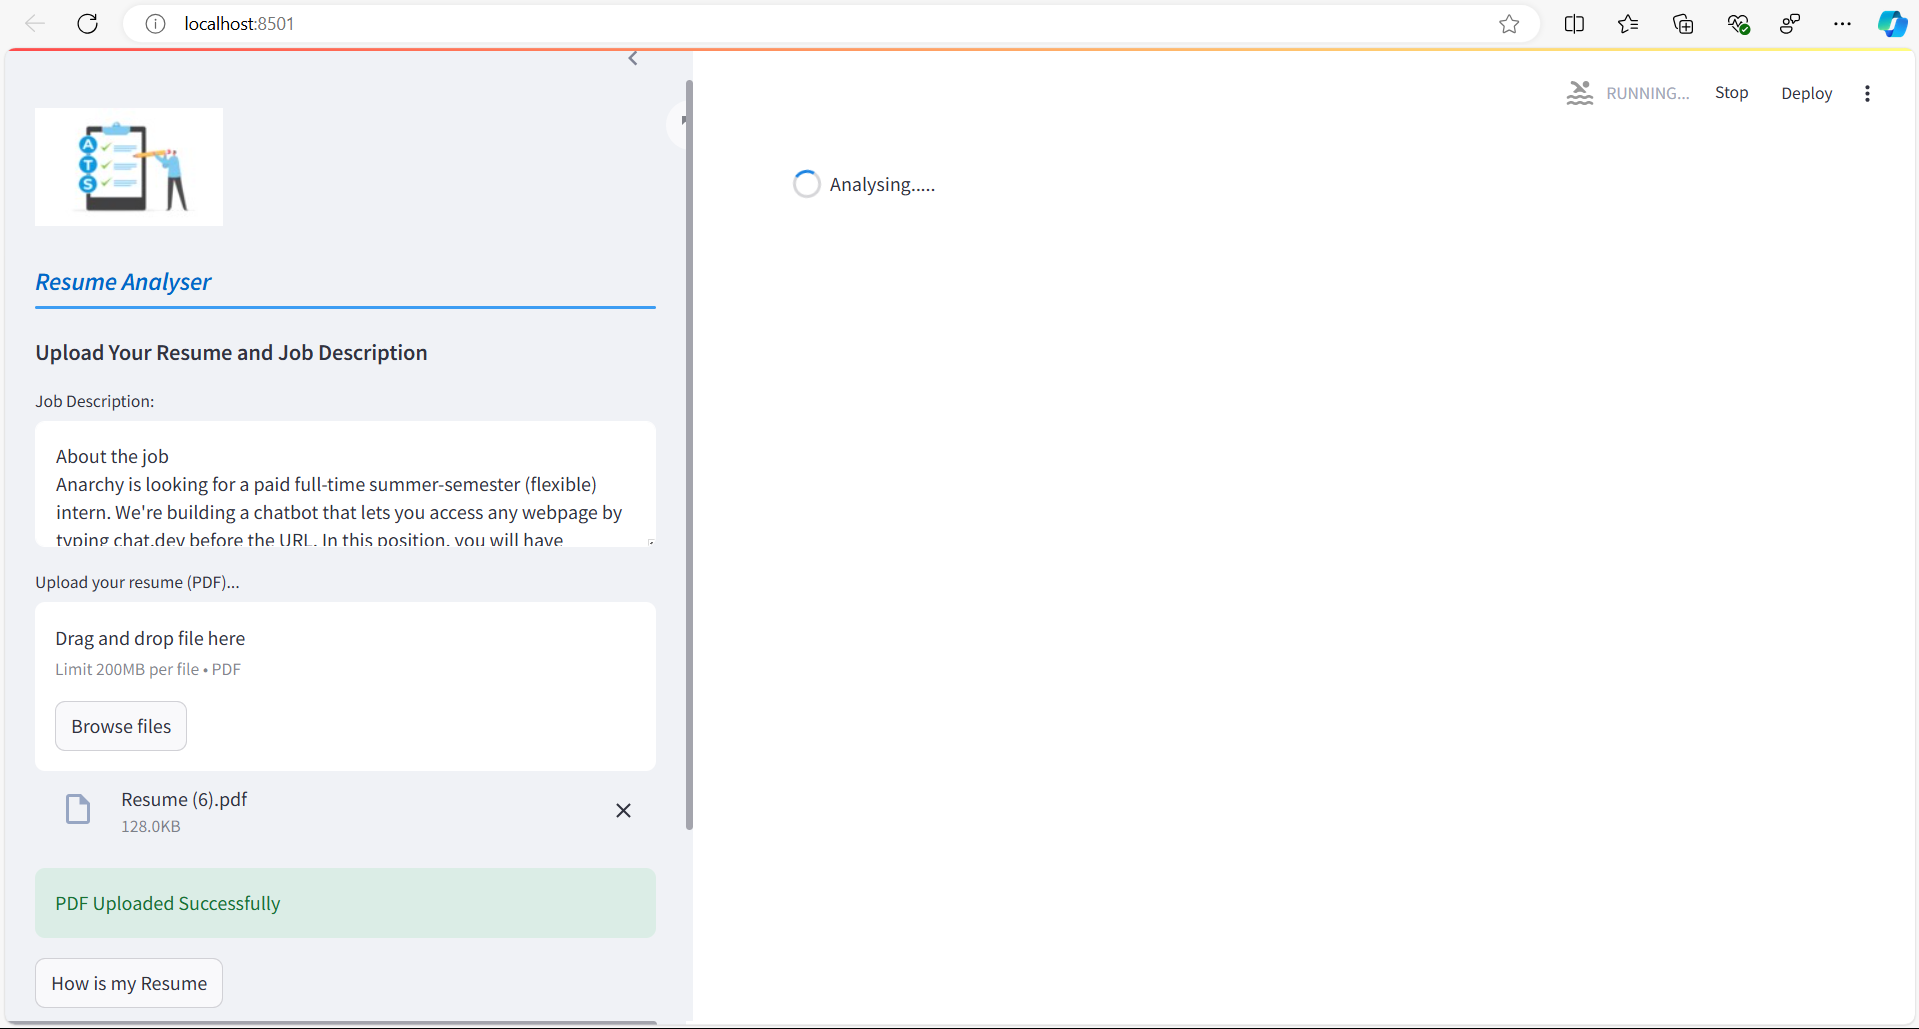 localhost:8501
RUNNING...
Stop
Deploy
A
T
S
Resume Analyser
Upload Your Resume and Job Description
Job Description:
About the job
Anarchy is looking for a paid full-time summer-semester (flexible)
intern. We're building a chatbot that lets you access any webpage by
typing chat.dev before the URL. In this position, you will have
Upload your resume (PDF)...
Drag and drop file here
Limit 200MB per file • PDF
Browse files
Resume (6).pdf
128.0KB
PDF Uploaded Successfully
How is my Resume
Analysing.....